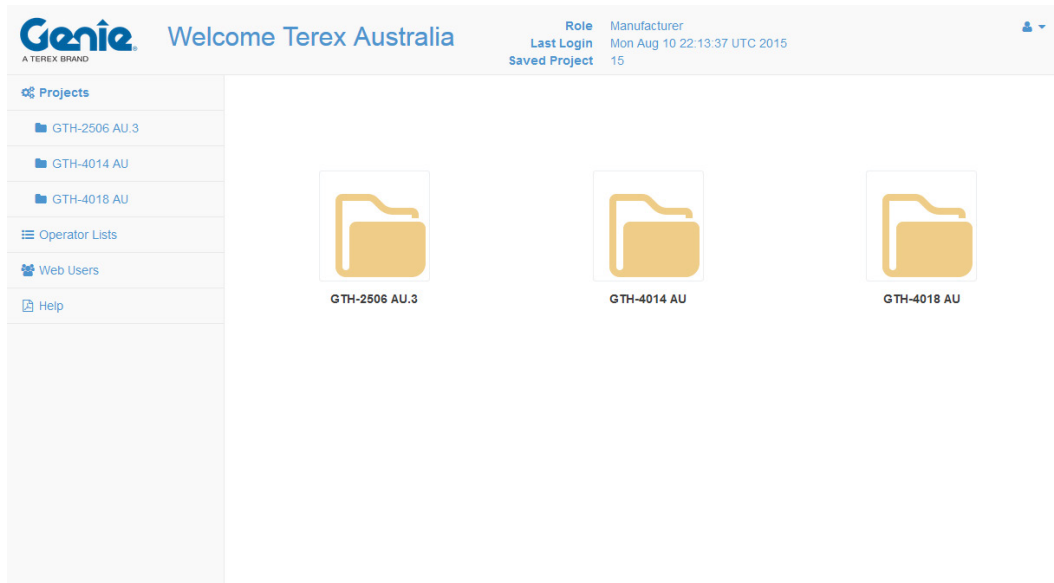 Genie.
A TEREX BRAND
Welcome Terex Australia
Role Manufacturer
Last Login Mon Aug 10 22:13:37 UTC 2015
Saved Project 15
Projects
GTH-2506 AU.3
GTH-4014 AU
GTH-4018 AU
Operator Lists
Web Users
Help
GTH-2506 AU.3
GTH-4014 AU
GTH-4018 AU